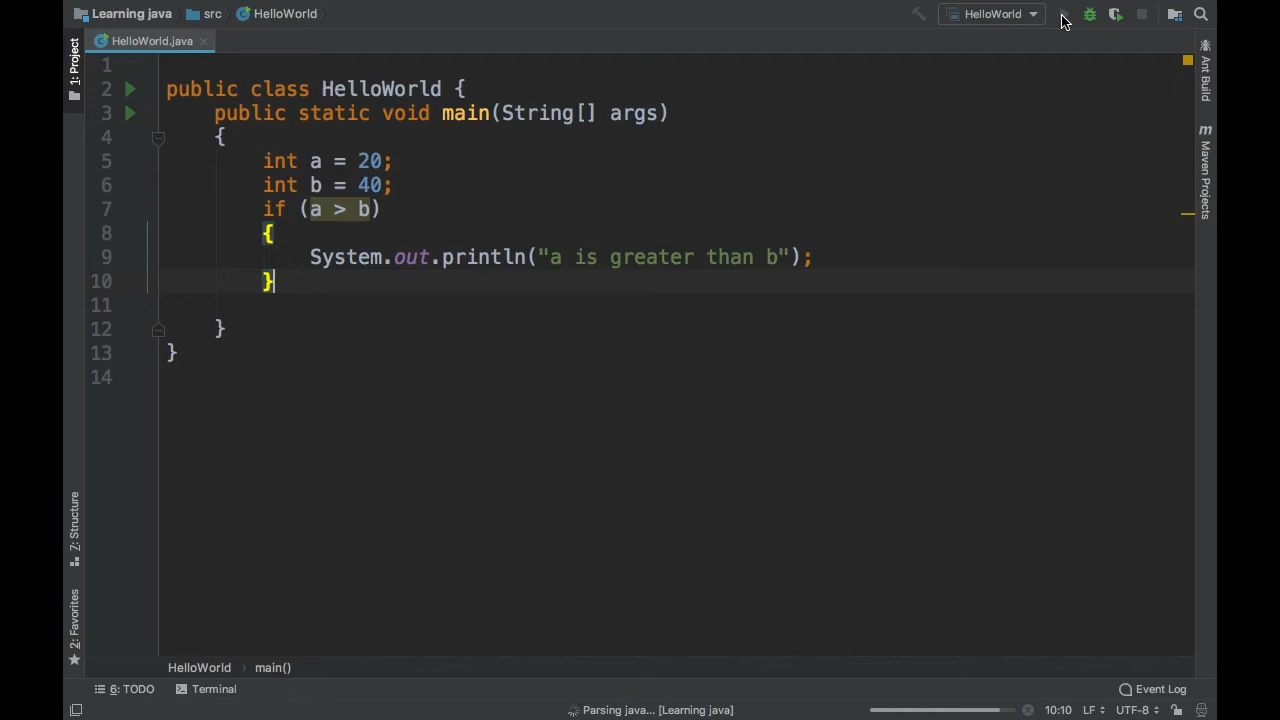 Learning java src HelloWorld HelloWorld
HelloWorld.java
1: Project
Ant Build
Maven Projects
1
2 public class HelloWorld {
3 public static void main(String[] args)
4 {
5 int a = 20;
6 int b = 40;
7 if (a > b)
8 {
9 System.out.println("a is greater than b");
10 }
11
12 }
13 }
14
Z: Structure
2: Favorites
HelloWorld main()
6: TODO Terminal Event Log
Parsing java... [Learning java] 10:10 LF UTF-8